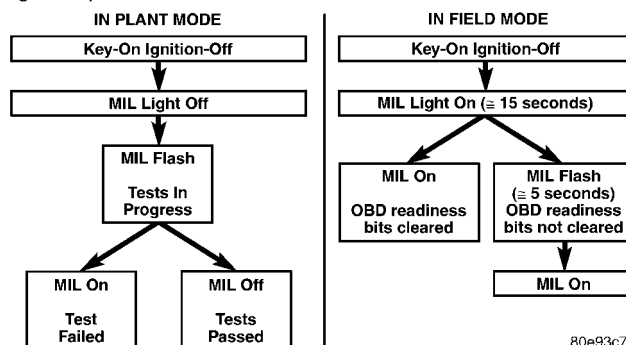 IN PLANT MODE
Key-On Ignition-Off
MIL Light Off
MIL Flash
Tests In
Progress
MIL On
Test
Failed
MIL Off
Tests
Passed
IN FIELD MODE
Key-On Ignition-Off
MIL Light On (≅ 15 seconds)
MIL On
OBD readiness
bits cleared
MIL Flash
(≅ 5 seconds)
OBD readiness
bits not cleared
MIL On
80e93c7